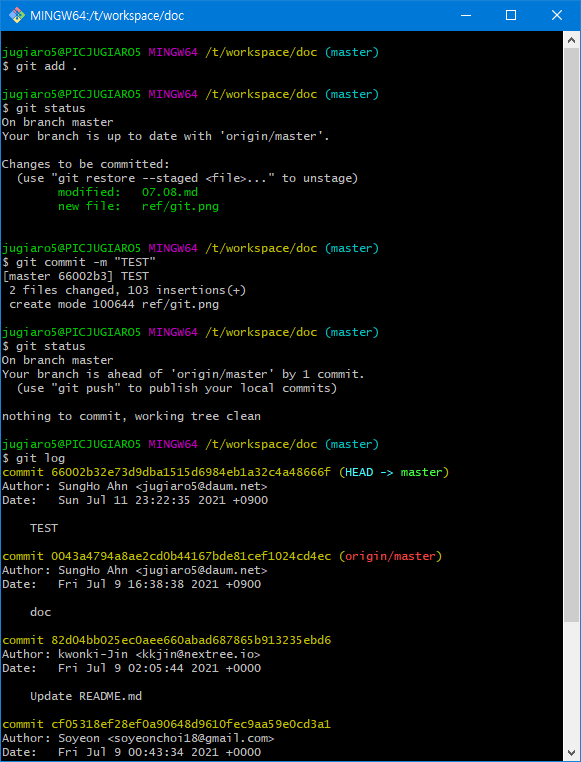 MINGW64:/t/workspace/doc
jugiaro5@PICJUGIARO5 MINGW64 /t/workspace/doc (master)
$ git add .
jugiaro5@PICJUGIARO5 MINGW64 /t/workspace/doc (master)
$ git status
On branch master
Your branch is up to date with 'origin/master'.
Changes to be committed:
  (use "git restore --staged <file>..." to unstage)
        modified:   07.08.md
        new file:   ref/git.png
jugiaro5@PICJUGIARO5 MINGW64 /t/workspace/doc (master)
$ git commit -m "TEST"
[master 66002b3] TEST
 2 files changed, 103 insertions(+)
 create mode 100644 ref/git.png
jugiaro5@PICJUGIARO5 MINGW64 /t/workspace/doc (master)
$ git status
On branch master
Your branch is ahead of 'origin/master' by 1 commit.
  (use "git push" to publish your local commits)
nothing to commit, working tree clean
jugiaro5@PICJUGIARO5 MINGW64 /t/workspace/doc (master)
$ git log
commit 66002b32e73d9dba1515d6984eb1a32c4a48666f (HEAD -> master)
Author: SungHo Ahn <jugiaro5@daum.net>
Date:   Sun Jul 11 23:22:35 2021 +0900
    TEST
commit 0043a4794a8ae2cd0b44167bde81cef1024cd4ec (origin/master)
Author: SungHo Ahn <jugiaro5@daum.net>
Date:   Fri Jul 9 16:38:38 2021 +0900
    doc
commit 82d04bb025ec0aee660abad687865b913235ebd6
Author: kwonki-Jin <kkjin@nextree.io>
Date:   Fri Jul 9 02:05:44 2021 +0000
    Update README.md
commit cf05318ef28ef0a90648d9610fec9aa59e0cd3a1
Author: Soyeon <soyeonchoi18@gmail.com>
Date:   Fri Jul 9 00:43:34 2021 +0000